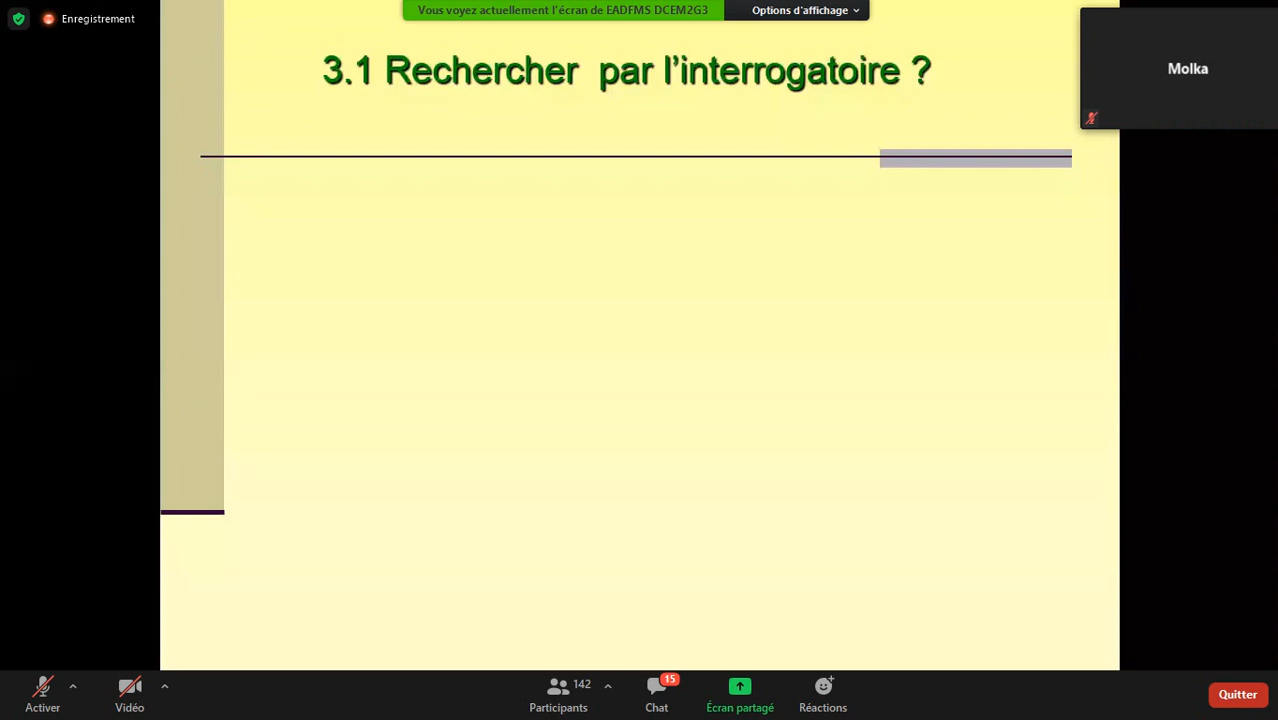 Enregistrement
Vous voyez actuellement l'écran de EADFMS DCEM2G3
Options d'affichage
3.1 Rechercher par l'interrogatoire ?
Molka
Activer
Vidéo
142
Participants
15
Chat
Écran partagé
Réactions
Quitter